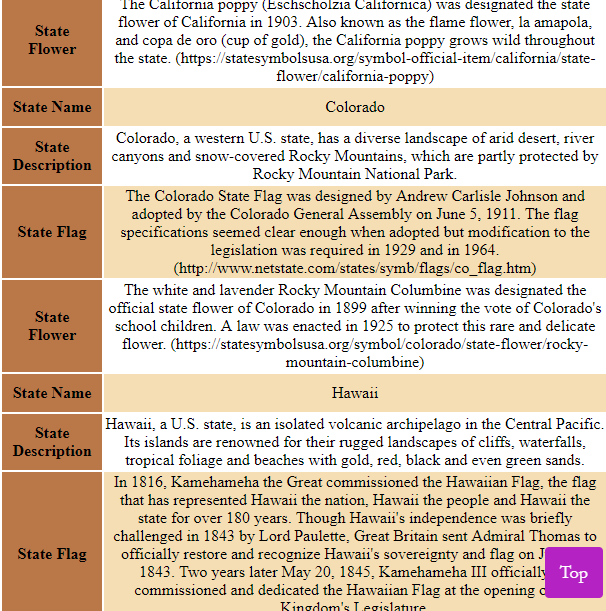 The California poppy (Eschscholzia Californica) was designated the state
flower of California in 1903. Also known as the flame flower, la amapola,
State
Flower
and copa de oro (cup of gold), the California poppy grows wild throughout
the state. (https://statesymbolsusa.org/symbol-official-item/california/state-
flower/california-poppy)
State Name
Colorado
State
Description
Colorado, a western U.S. state, has a diverse landscape of arid desert, river
canyons and snow-covered Rocky Mountains, which are partly protected by
Rocky Mountain National Park.
State Flag
The Colorado State Flag was designed by Andrew Carlisle Johnson and
adopted by the Colorado General Assembly on June 5, 1911. The flag
specifications seemed clear enough when adopted but modification to the
legislation was required in 1929 and in 1964.
(http://www.netstate.com/states/symb/flags/co_flag.htm)
State
Flower
The white and lavender Rocky Mountain Columbine was designated the
official state flower of Colorado in 1899 after winning the vote of Colorado's
school children. A law was enacted in 1925 to protect this rare and delicate
flower. (https://statesymbolsusa.org/symbol/colorado/state-flower/rocky-
mountain-columbine)
State Name
Hawaii
State
Description
Hawaii, a U.S. state, is an isolated volcanic archipelago in the Central Pacific.
Its islands are renowned for their rugged landscapes of cliffs, waterfalls,
tropical foliage and beaches with gold, red, black and even green sands.
State Flag
In 1816, Kamehameha the Great commissioned the Hawaiian Flag, the flag
that has represented Hawaii the nation, Hawaii the people and Hawaii the
state for over 180 years. Though Hawaii's independence was briefly
challenged in 1843 by Lord Paulette, Great Britain sent Admiral Thomas to
officially restore and recognize Hawaii's sovereignty and flag on
1843. Two years later May 20, 1845, Kamehameha III officially
commissioned and dedicated the Hawaiian Flag at the opening
Kingdom's Legislature
Top